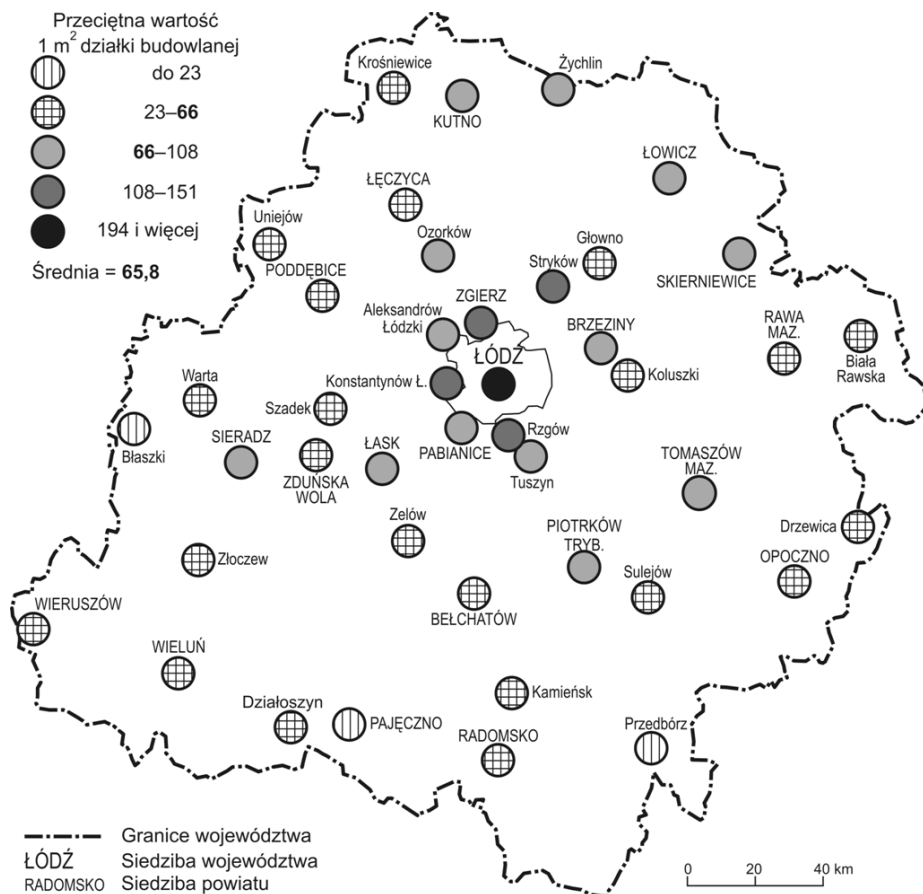 Przeciętna wartość
1 m² działki budowlanej
do 23
23–66
66–108
108–151
194 i więcej
Średnia = 65,8
Krośniewice
KUTNO
Żychlin
ŁOWICZ
ŁĘCZYCA
Uniejów
PODDĘBICE
Ozorków
Stryków
Głowno
SKIERNIEWICE
Aleksandrów
Łódzki
ZGIERZ
BRZEZINY
RAWA
MAZ.
Biała
Rawska
ŁÓDŹ
Konstantynów Ł.
Koluszki
Warta
Szadek
Błaszki
SIERADZ
ZDUŃSKA
WOLA
ŁASK
PABIANICE
Rzgów
Tuszyn
TOMASZÓW
MAZ.
Zelów
PIOTRKÓW
TRYB.
Drzewica
OPOCZNO
Złoczew
Sulejów
BEŁCHATÓW
WIERUSZÓW
WIELUŃ
Działoszyn
PAJĘCZNO
Kamieńsk
RADOMSKO
Przedbórz
Granice województwa
ŁÓDŹ Siedziba województwa
RADOMSKO Siedziba powiatu
0 20 40 km